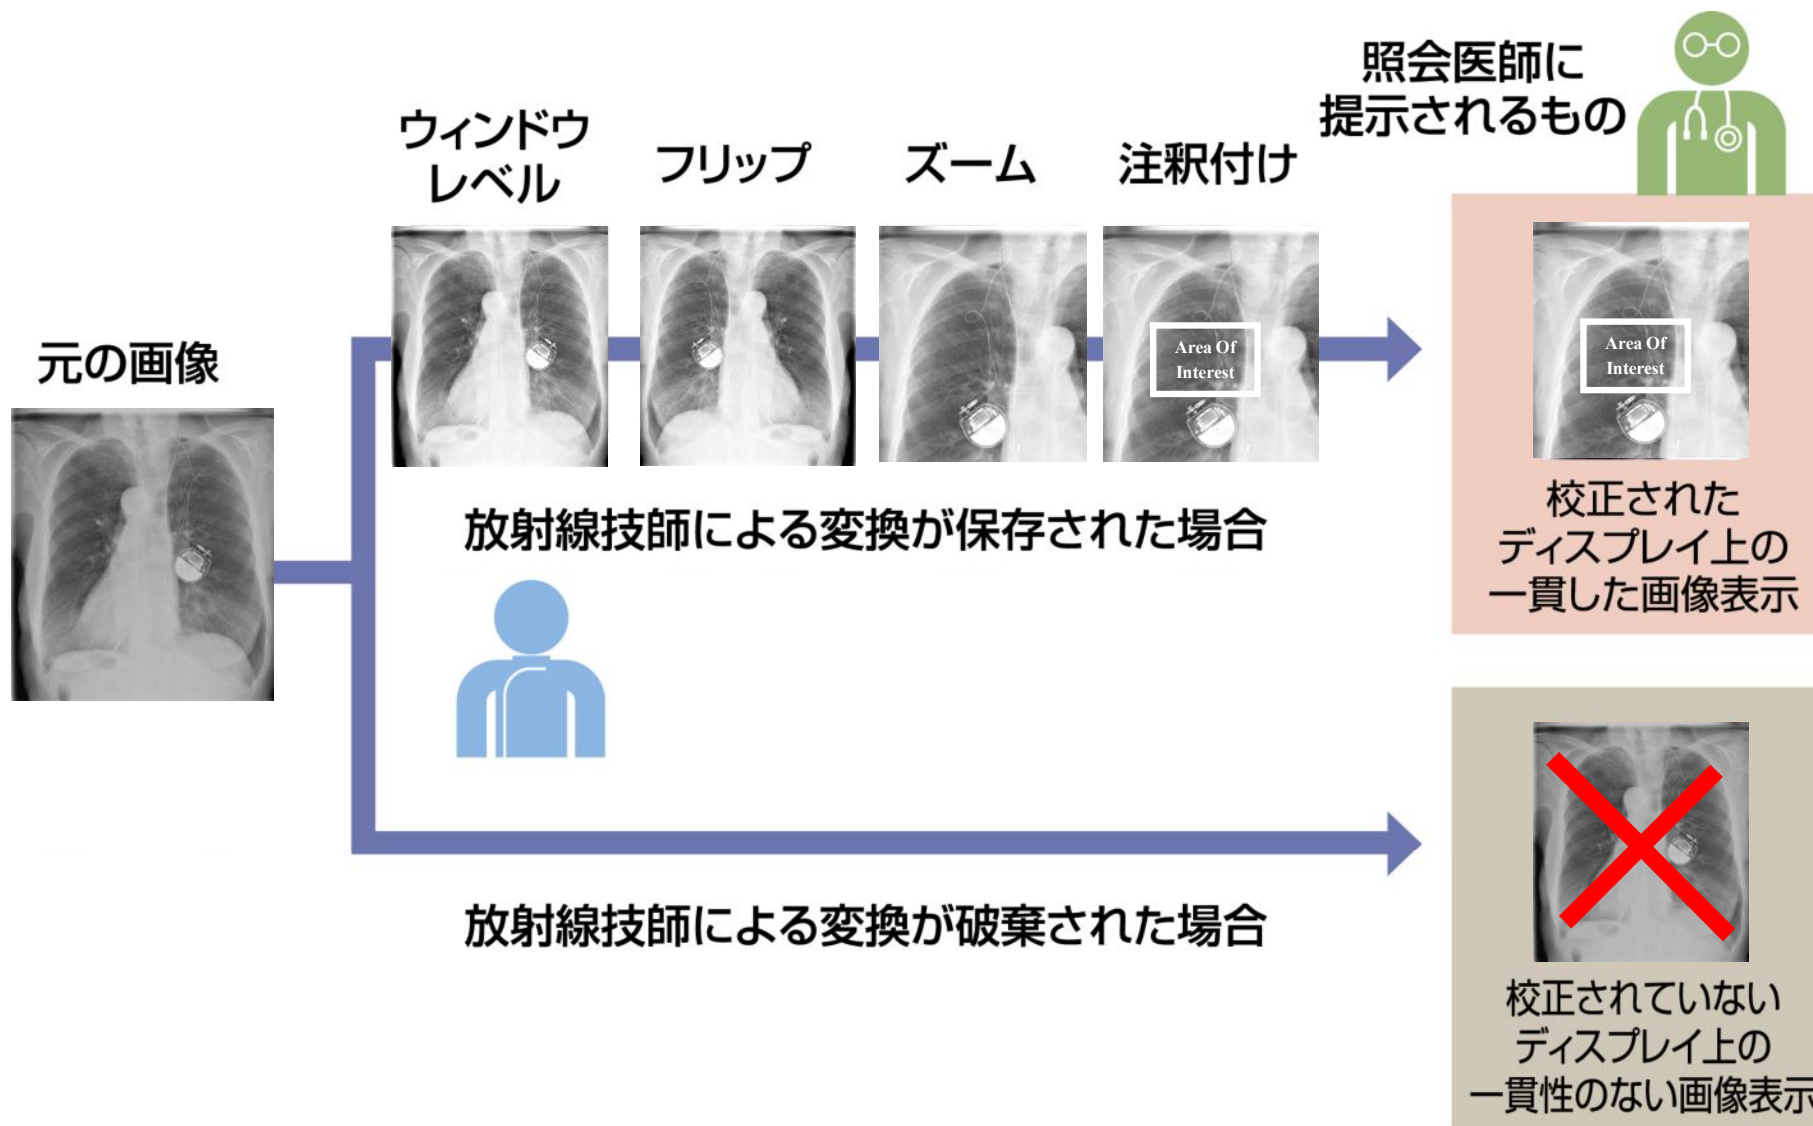 照会医師に
提示されるもの
ウィンドウ
レベル
フリップ
ズーム
注釈付け
元の画像
Area Of
Interest
Area Of
Interest
放射線技師による変換が保存された場合
校正された
ディスプレイ上の
一貫した画像表示
放射線技師による変換が破棄された場合
校正されていない
ディスプレイ上の
一貫性のない画像表示